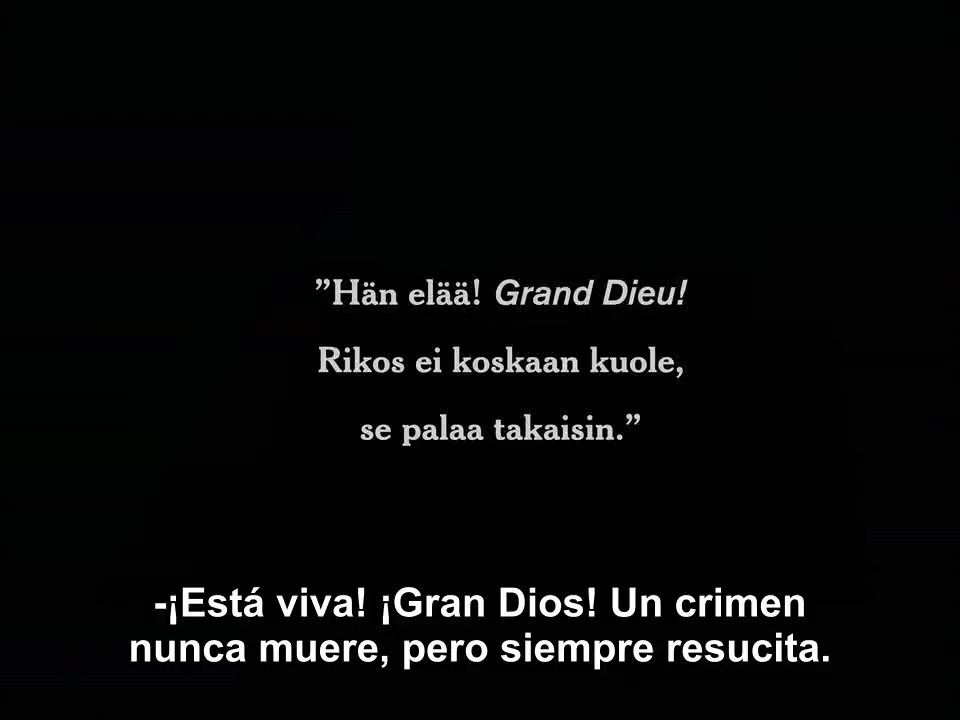 ”Hän elää! Grand Dieu!
Rikos ei koskaan kuole,
se palaa takaisin.”
-¡Está viva! ¡Gran Dios! Un crimen
nunca muere, pero siempre resucita.